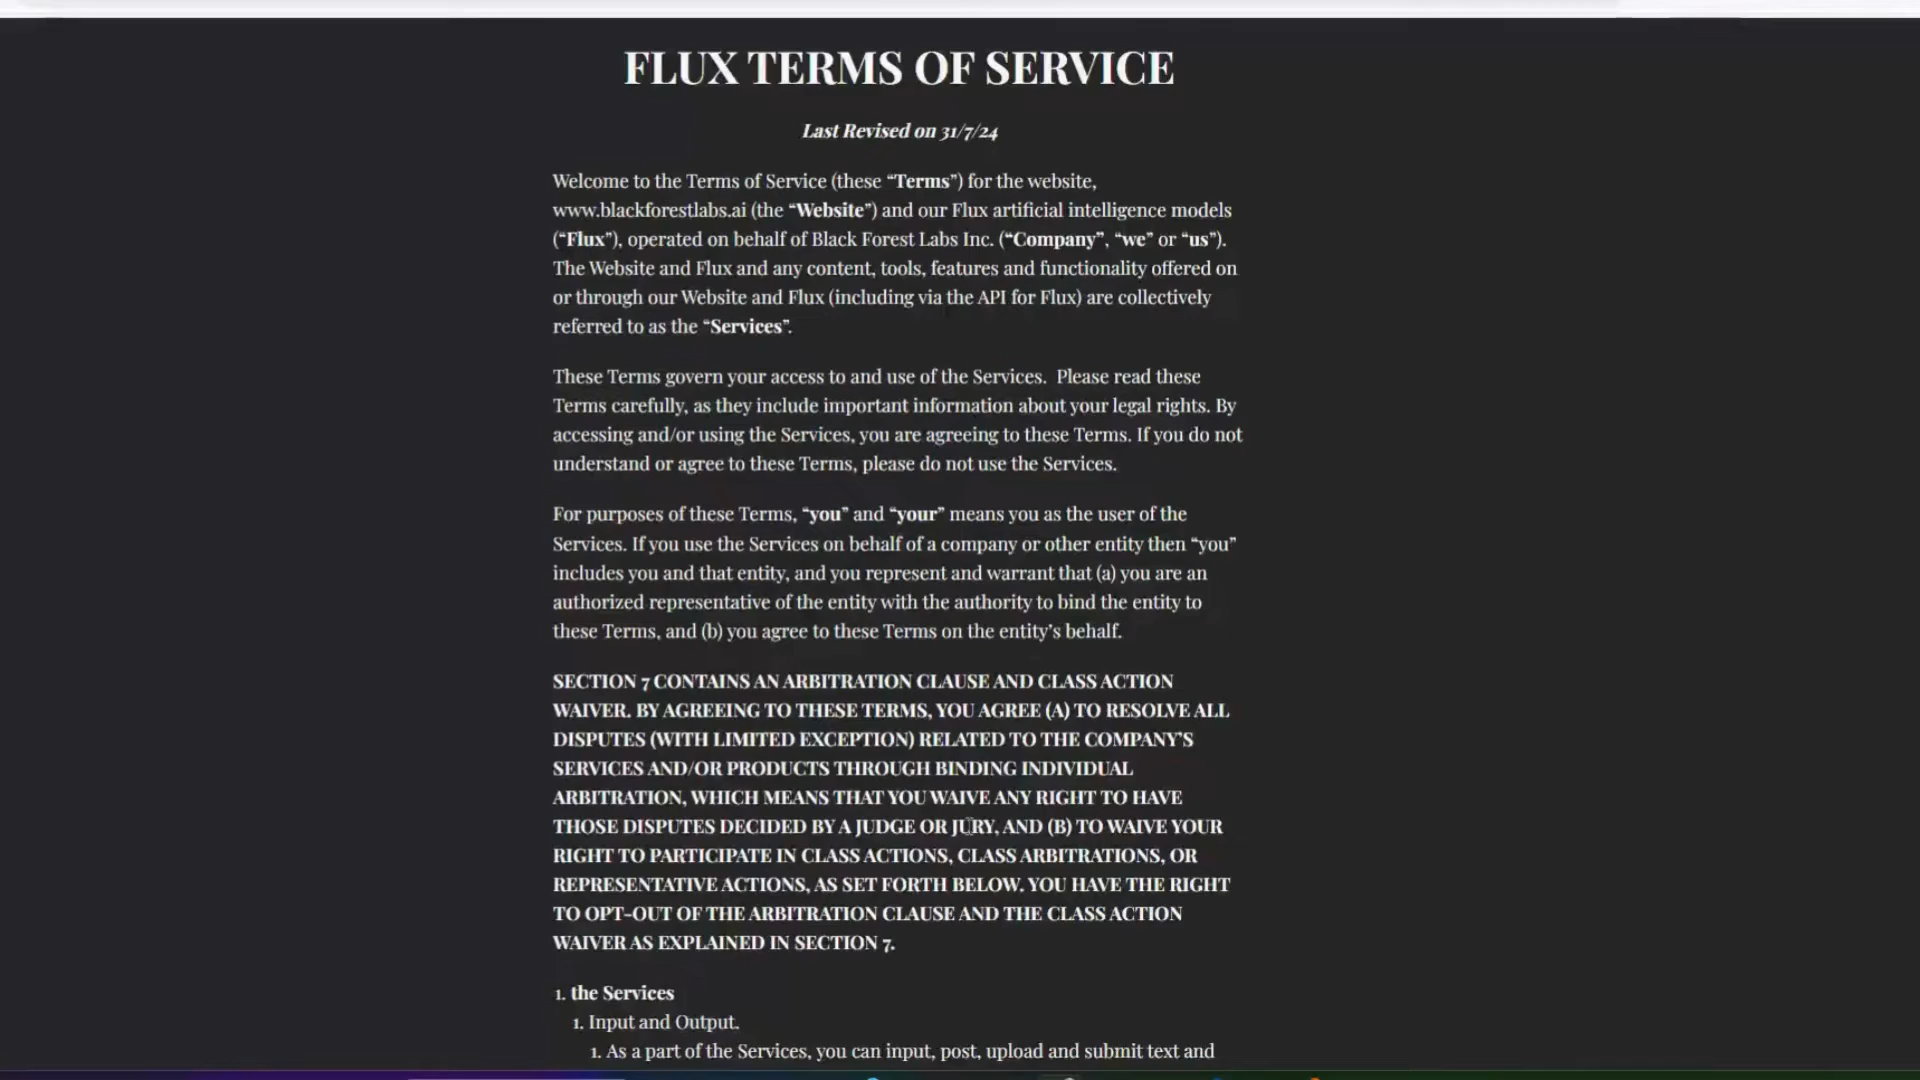 FLUX TERMS OF SERVICE
Last Revised on 31/7/24
Welcome to the Terms of Service (these “Terms”) for the website,
www.blackforestlabs.ai (the “Website”) and our Flux artificial intelligence models
(“Flux”), operated on behalf of Black Forest Labs Inc. (“Company”, “we” or “us”).
The Website and Flux and any content, tools, features and functionality offered on
or through our Website and Flux (including via the API for Flux) are collectively
referred to as the “Services”.
These Terms govern your access to and use of the Services.  Please read these
Terms carefully, as they include important information about your legal rights. By
accessing and/or using the Services, you are agreeing to these Terms. If you do not
understand or agree to these Terms, please do not use the Services.
For purposes of these Terms, “you” and “your” means you as the user of the
Services. If you use the Services on behalf of a company or other entity then “you”
includes you and that entity, and you represent and warrant that (a) you are an
authorized representative of the entity with the authority to bind the entity to
these Terms, and (b) you agree to these Terms on the entity’s behalf.
SECTION 7 CONTAINS AN ARBITRATION CLAUSE AND CLASS ACTION
WAIVER. BY AGREEING TO THESE TERMS, YOU AGREE (A) TO RESOLVE ALL
DISPUTES (WITH LIMITED EXCEPTION) RELATED TO THE COMPANY’S
SERVICES AND/OR PRODUCTS THROUGH BINDING INDIVIDUAL
ARBITRATION, WHICH MEANS THAT YOU WAIVE ANY RIGHT TO HAVE
THOSE DISPUTES DECIDED BY A JUDGE OR JURY, AND (B) TO WAIVE YOUR
RIGHT TO PARTICIPATE IN CLASS ACTIONS, CLASS ARBITRATIONS, OR
REPRESENTATIVE ACTIONS, AS SET FORTH BELOW. YOU HAVE THE RIGHT
TO OPT-OUT OF THE ARBITRATION CLAUSE AND THE CLASS ACTION
WAIVER AS EXPLAINED IN SECTION 7.
1. the Services
1. Input and Output.
1. As a part of the Services, you can input, post, upload and submit text and